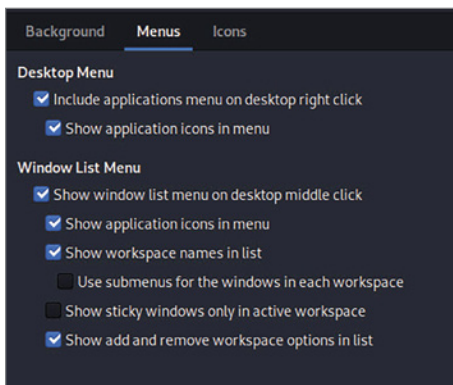 Background Menus Icons
Desktop Menu
Include applications menu on desktop right click
Show application icons in menu
Window List Menu
Show window list menu on desktop middle click
Show application icons in menu
Show workspace names in list
Use submenus for the windows in each workspace
Show sticky windows only in active workspace
Show add and remove workspace options in list